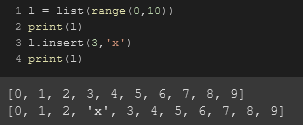 1 l = list(range(0,10))
2 print(l)
3 l.insert(3,'x')
4 print(l)
[0, 1, 2, 3, 4, 5, 6, 7, 8, 9]
[0, 1, 2, 'x', 3, 4, 5, 6, 7, 8, 9]